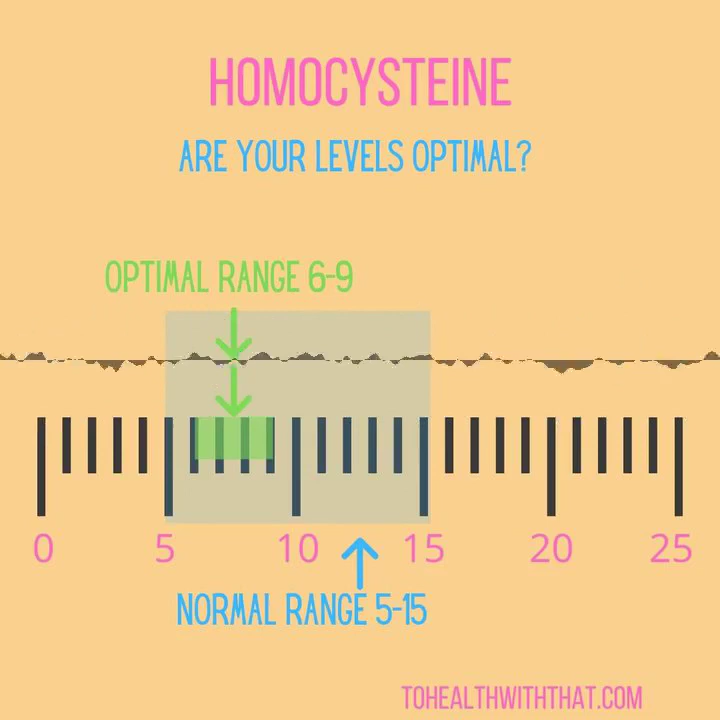 HOMOCYSTEINE
ARE YOUR LEVELS OPTIMAL?
OPTIMAL RANGE 6-9
0 5 10 15 20 25
NORMAL RANGE 5-15
TOHEALTHWITHTHAT.COM